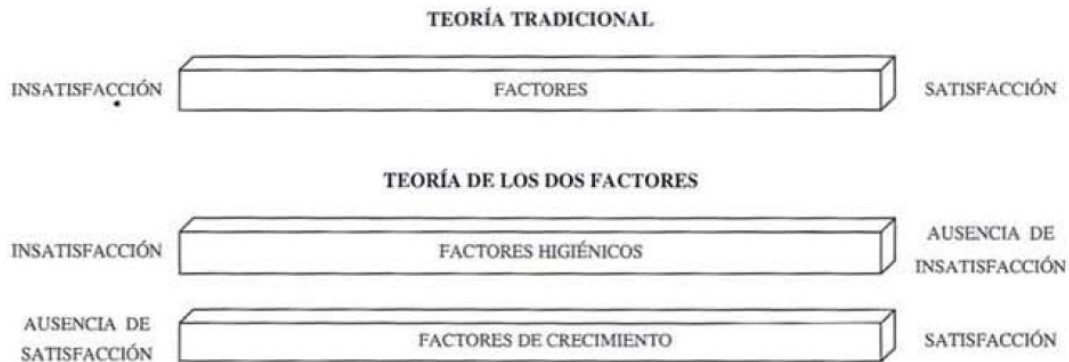 TEORÍA TRADICIONAL
INSATISFACCIÓN FACTORES SATISFACCIÓN
TEORÍA DE LOS DOS FACTORES
INSATISFACCIÓN FACTORES HIGIÉNICOS AUSENCIA DE
INSATISFACCIÓN
AUSENCIA DE
SATISFACCIÓN FACTORES DE CRECIMIENTO SATISFACCIÓN